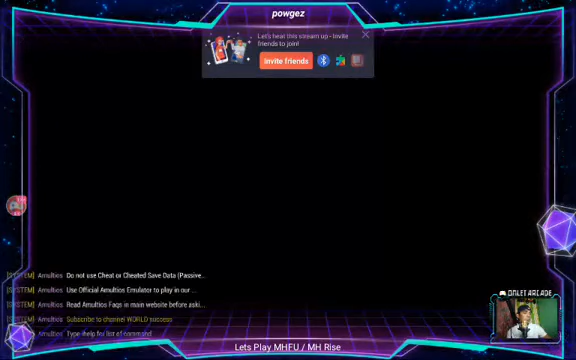 powgez
Let's heat this stream up - Invite
friends to join!
Invite friends
[SYSTEM] Amultios Do not use Cheat or Cheated Save Data (Passive...
[SYSTEM] Amultios Use Official Amultios Emulator to play in our ...
[SYSTEM] Amultios Read Amultios Faqs in main website before aski...
[SYSTEM] Amultios Subscribe to channel WORLD success
Amultios Type /help for list of command
ONLET ARCADE
Lets Play MHFU / MH Rise